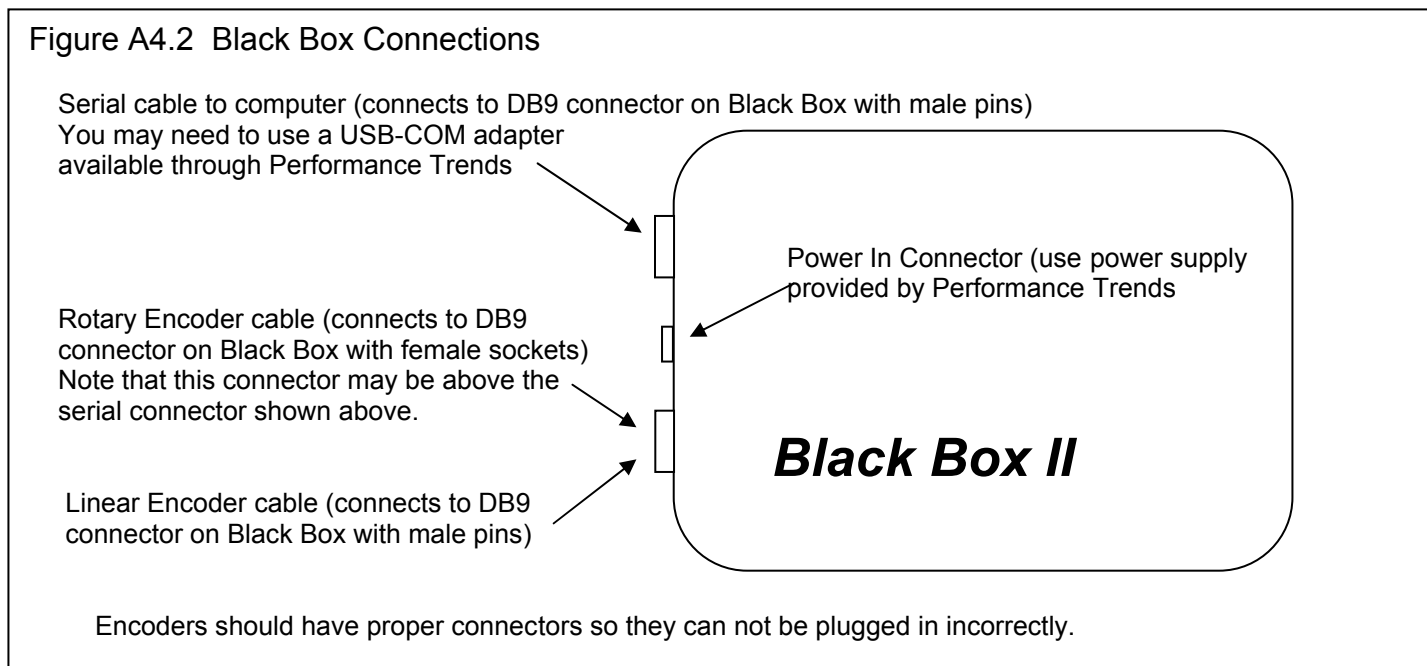 Figure A4.2  Black Box Connections
Serial cable to computer (connects to DB9 connector on Black Box with male pins)
You may need to use a USB-COM adapter
available through Performance Trends
Power In Connector (use power supply
provided by Performance Trends
Rotary Encoder cable (connects to DB9
connector on Black Box with female sockets)
Note that this connector may be above the
serial connector shown above.
Black Box II
Linear Encoder cable (connects to DB9
connector on Black Box with male pins)
Encoders should have proper connectors so they can not be plugged in incorrectly.